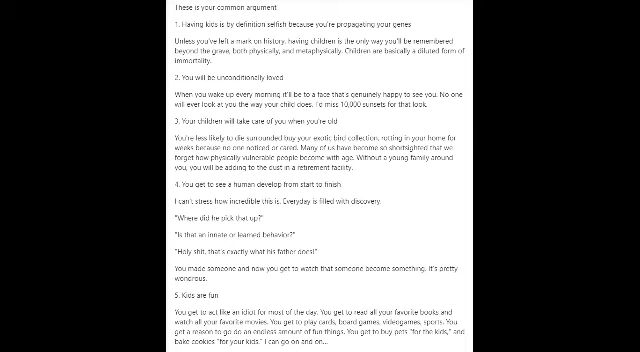 These is your common argument
1. Having kids is by definition selfish because you're propagating your genes
Unless you've left a mark on history, having children is the only way you'll be remembered
beyond the grave, both physically, and metaphysically. Children are basically a diluted form of
immortality.
2. You will be unconditionally loved
When you wake up every morning it'll be to a face that's genuinely happy to see you. No one
will ever look at you the way your child does. I'd miss 10,000 sunsets for that look.
3. Your children will take care of you when you're old
You're less likely to die surrounded buy your exotic bird collection, rotting in your home for
weeks because no one noticed or cared. Many of us have become so shortsighted that we
forget how physically vulnerable people become with age. Without a young family around
you, you will be adding to the dust in a retirement facility.
4. You get to see a human develop from start to finish
I can't stress how incredible this is. Everyday is filled with discovery.
"Where did he pick that up?"
"Is that an innate or learned behavior?"
"Holy shit, that's exactly what his father does!"
You made someone and now you get to watch that someone become something. It's pretty
wondrous.
5. Kids are fun
You get to act like an idiot for most of the day. You get to read all your favorite books and
watch all your favorite movies. You get to play cards, board games, videogames, sports. You
get a reason to go do an endless amount of fun things. You get to buy pets "for the kids," and
bake cookies "for your kids." I can go on and on...